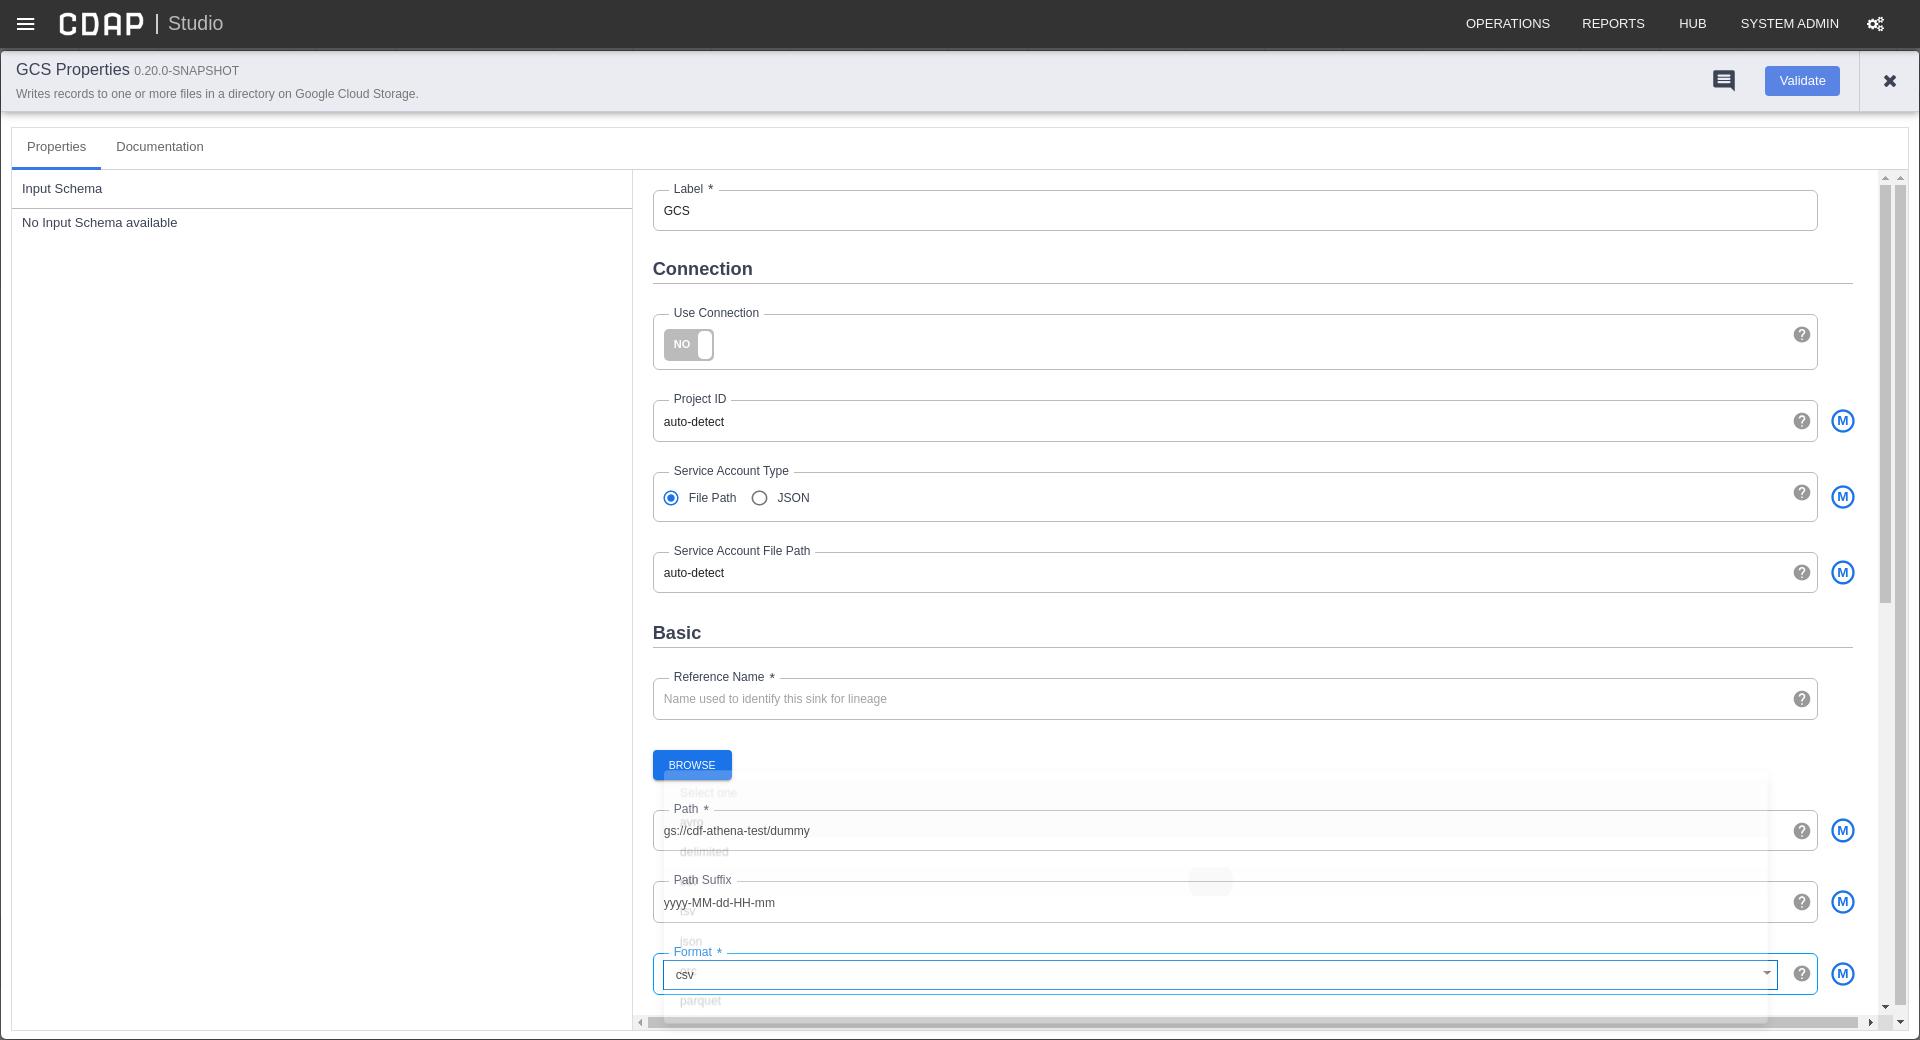 CDAP | Studio
OPERATIONS REPORTS HUB SYSTEM ADMIN
GCS Properties 0.20.0-SNAPSHOT
Writes records to one or more files in a directory on Google Cloud Storage.
Validate
Properties Documentation
Input Schema
No Input Schema available
Label *
GCS
Connection
Use Connection
NO
Project ID
auto-detect
M
Service Account Type
File Path JSON
M
Service Account File Path
auto-detect
M
Basic
Reference Name *
Name used to identify this sink for lineage
BROWSE
Select one
Path *
avro
gs://cdf-athena-test/dummy
M
delimited
Path Suffix
yyyy-MM-dd-HH-mm
M
tsv
json
Format *
csv
M
parquet